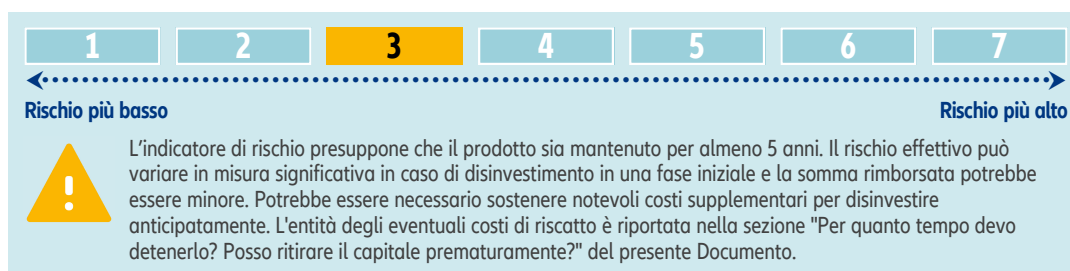 1 2 3 4 5 6 7
Rischio più basso Rischio più alto
L'indicatore di rischio presuppone che il prodotto sia mantenuto per almeno 5 anni. Il rischio effettivo può
variare in misura significativa in caso di disinvestimento in una fase iniziale e la somma rimborsata potrebbe
essere minore. Potrebbe essere necessario sostenere notevoli costi supplementari per disinvestire
anticipatamente. L'entità degli eventuali costi di riscatto è riportata nella sezione "Per quanto tempo devo
detenerlo? Posso ritirare il capitale prematuramente?" del presente Documento.